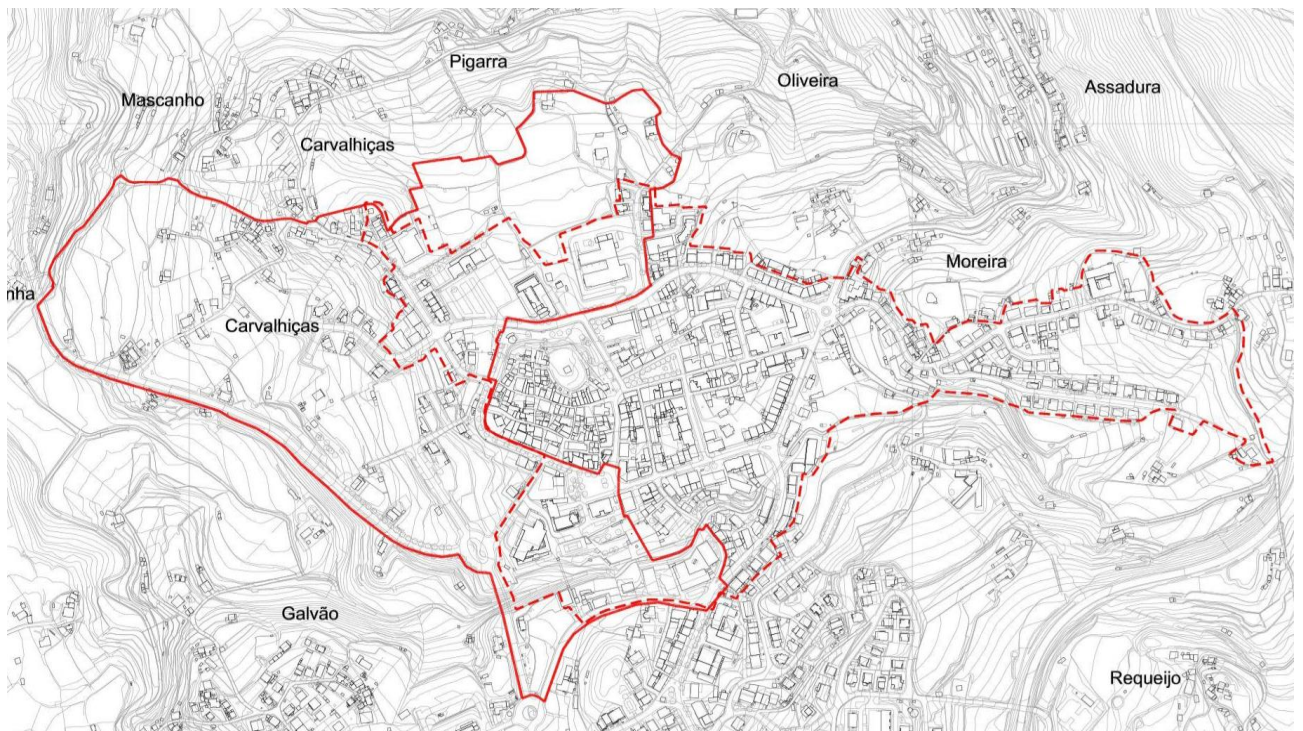 Pigarra
Oliveira
Assadura
Mascanho
Carvalhiças
Moreira
nha
Carvalhiças
Galvão
Requeijo